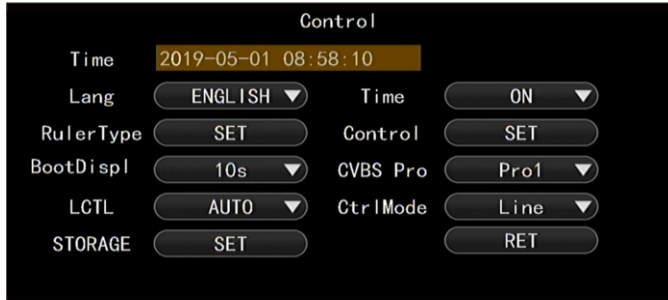 Control
Time 2019-05-01 08:58:10
Lang ENGLISH Time ON
RulerType SET Control SET
BootDispl 10s CVBS Pro Pro1
LCTL AUTO CtrlMode Line
STORAGE SET RET